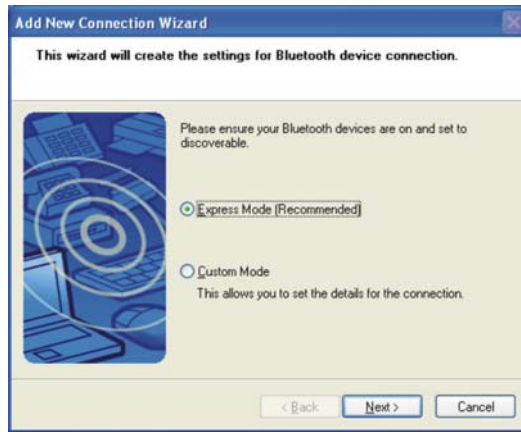 Add New Connection Wizard
This wizard will create the settings for Bluetooth device connection.
Please ensure your Bluetooth devices are on and set to
discoverable.
Express Mode (Recommended)
Custom Mode
This allows you to set the details for the connection.
< Back
Next >
Cancel